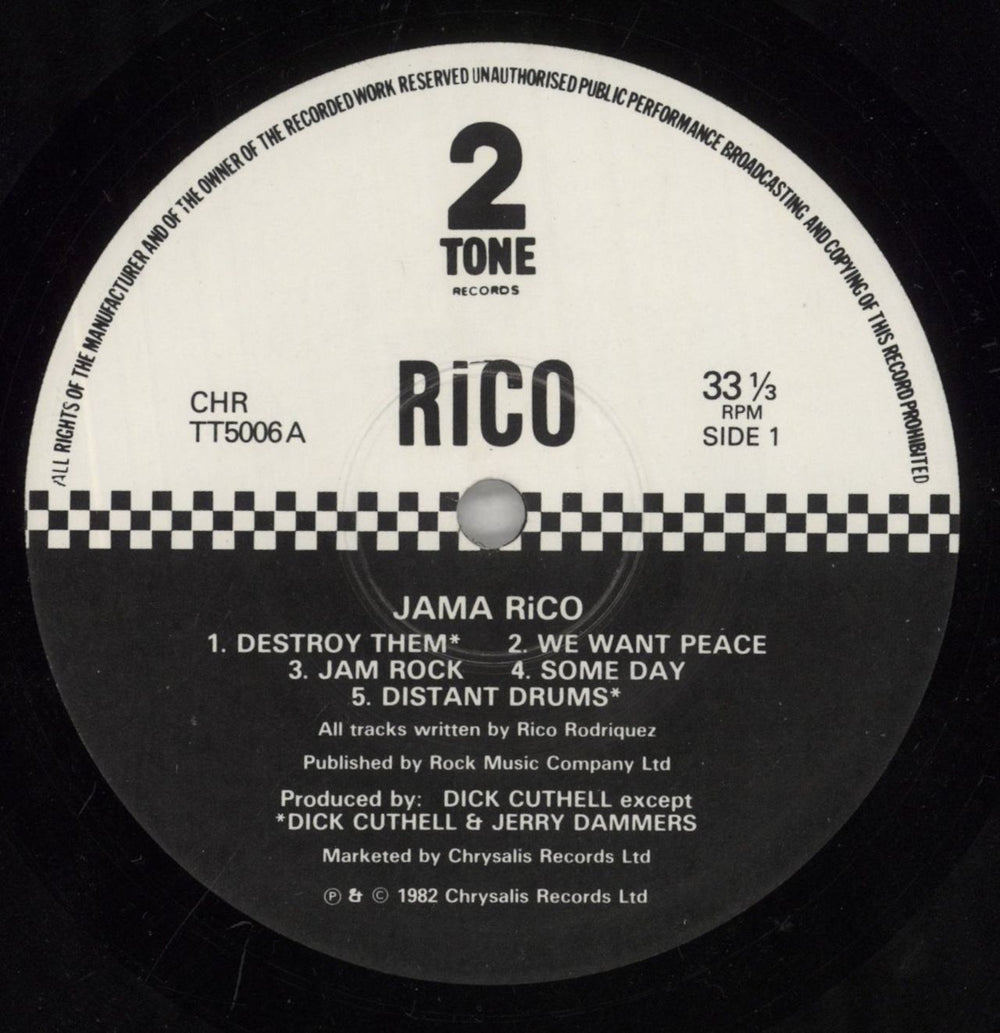 ALL RIGHTS OF THE MANUFACTURER AND OF THE OWNER OF THE RECORDED WORK RESERVED UNAUTHORISED PUBLIC PERFORMANCE BROADCASTING AND COPYING OF THIS RECORD PROHIBITED
2
TONE
RECORDS
RiCO
CHR
TT5006 A
33 ⅓
RPM
SIDE 1
JAMA RiCO
1. DESTROY THEM* 2. WE WANT PEACE
3. JAM ROCK 4. SOME DAY
5. DISTANT DRUMS*
All tracks written by Rico Rodriquez
Published by Rock Music Company Ltd
Produced by: DICK CUTHELL except
*DICK CUTHELL & JERRY DAMMERS
Marketed by Chrysalis Records Ltd
℗ & © 1982 Chrysalis Records Ltd